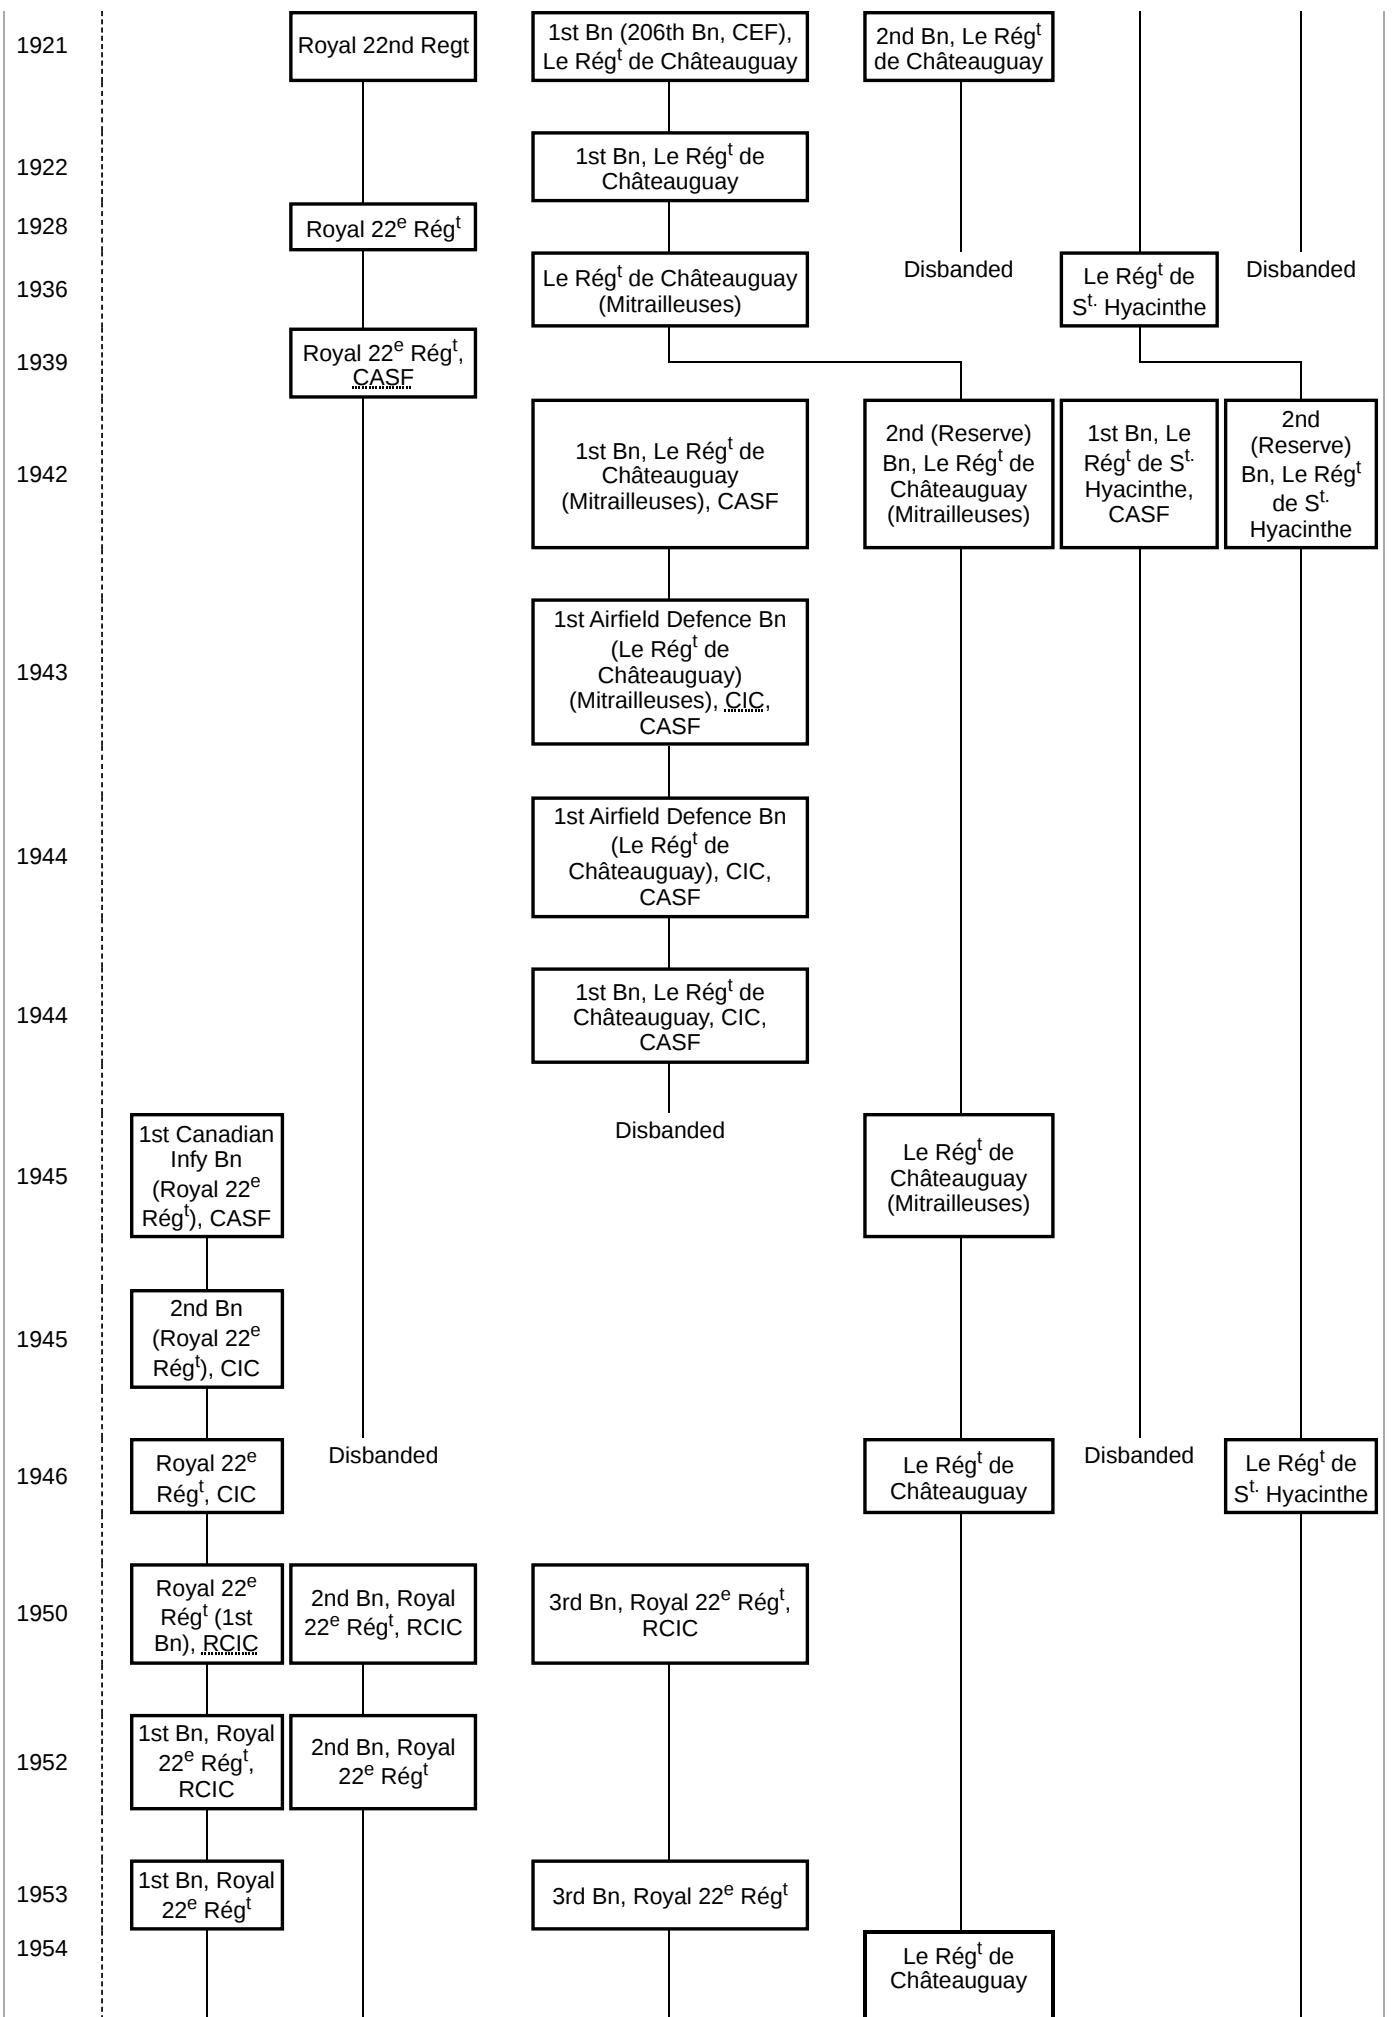 1921
Royal 22nd Regt
1st Bn (206th Bn, CEF),
Le Régt de Châteauguay
2nd Bn, Le Régt
de Châteauguay
1922
1st Bn, Le Régt de
Châteauguay
1928
Royal 22e Régt
1936
Le Régt de Châteauguay
(Mitrailleuses)
Disbanded
Le Régt de
St. Hyacinthe
Disbanded
1939
Royal 22e Régt,
CASF
1942
1st Bn, Le Régt de
Châteauguay
(Mitrailleuses), CASF
2nd (Reserve)
Bn, Le Régt de
Châteauguay
(Mitrailleuses)
1st Bn, Le
Régt de St.
Hyacinthe,
CASF
2nd
(Reserve)
Bn, Le Régt
de St.
Hyacinthe
1943
1st Airfield Defence Bn
(Le Régt de
Châteauguay)
(Mitrailleuses), CIC,
CASF
1944
1st Airfield Defence Bn
(Le Régt de
Châteauguay), CIC,
CASF
1944
1st Bn, Le Régt de
Châteauguay, CIC,
CASF
1945
1st Canadian
Infy Bn
(Royal 22e
Régt), CASF
Disbanded
Le Régt de
Châteauguay
(Mitrailleuses)
1945
2nd Bn
(Royal 22e
Régt), CIC
1946
Royal 22e
Régt, CIC
Disbanded
Le Régt de
Châteauguay
Disbanded
Le Régt de
St. Hyacinthe
1950
Royal 22e
Régt (1st
Bn), RCIC
2nd Bn, Royal
22e Régt, RCIC
3rd Bn, Royal 22e Régt,
RCIC
1952
1st Bn, Royal
22e Régt,
RCIC
2nd Bn, Royal
22e Régt
1953
1st Bn, Royal
22e Régt
3rd Bn, Royal 22e Régt
1954
Le Régt de
Châteauguay